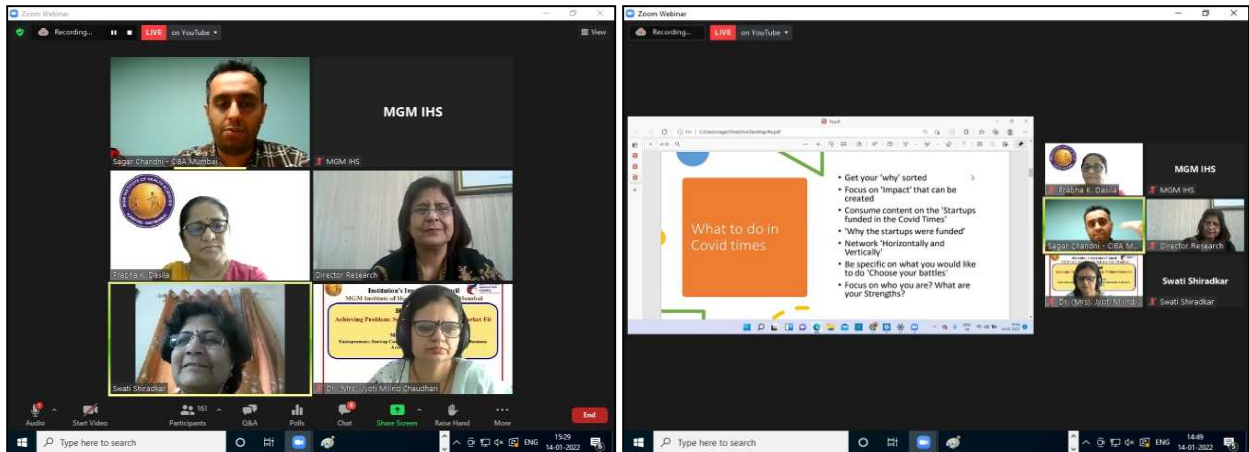 Zoom Webinar
Recording...
LIVE on YouTube
View
MGM IHS
Sagar Chandni - CIBA Mumbai
MGM IHS
Prabha K. Dasila
Director Research
Institution's
MGM Institute of
Achieving Problem
Swati Shiradkar
Dr. (Mrs). Jyoti Milind Chaudhari
161
Audio
Start Video
Participants
Q&A
Polls
Chat
Share Screen
Raise Hand
More
End
Type here to search
ENG
15:29
14-01-2022
Zoom Webinar
Recording...
LIVE on YouTube
What to do in
Covid times
• Get your 'why' sorted
• Focus on 'Impact' that can be
created
• Consume content on the 'Startups
funded in the Covid Times'
• 'Why the startups were funded'
• Network 'Horizontally and
Vertically'
• Be specific on what you would like
to do 'Choose your battles'
• Focus on who you are? What are
your Strengths?
Prabha K. Dasila
MGM IHS
MGM IHS
Sagar Chandni - CIBA M...
Director Research
Dr. (Mrs). Jyoti Milind
Swati Shiradkar
Swati Shiradkar
Type here to search
ENG
14:49
14-01-2022